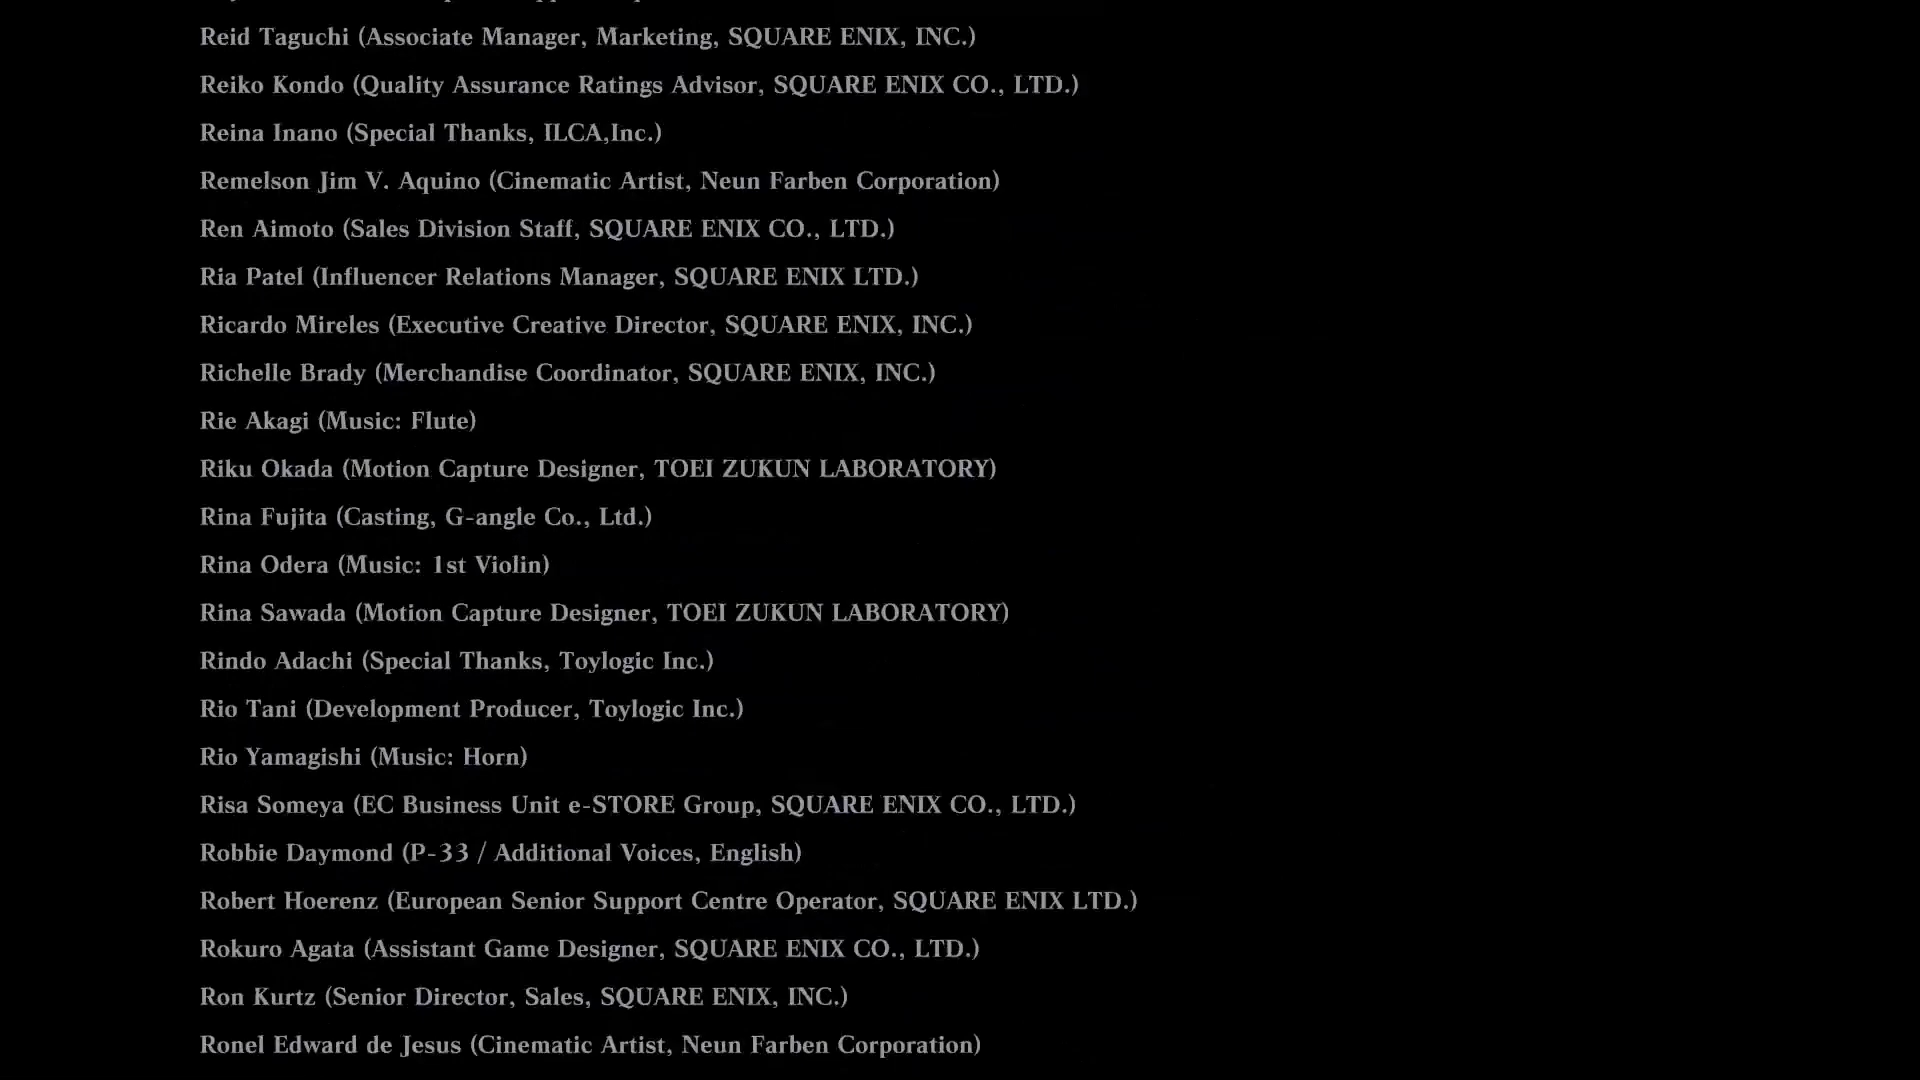 Reid Taguchi (Associate Manager, Marketing, SQUARE ENIX, INC.)
Reiko Kondo (Quality Assurance Ratings Advisor, SQUARE ENIX CO., LTD.)
Reina Inano (Special Thanks, ILCA,Inc.)
Remelson Jim V. Aquino (Cinematic Artist, Neun Farben Corporation)
Ren Aimoto (Sales Division Staff, SQUARE ENIX CO., LTD.)
Ria Patel (Influencer Relations Manager, SQUARE ENIX LTD.)
Ricardo Mireles (Executive Creative Director, SQUARE ENIX, INC.)
Richelle Brady (Merchandise Coordinator, SQUARE ENIX, INC.)
Rie Akagi (Music: Flute)
Riku Okada (Motion Capture Designer, TOEI ZUKUN LABORATORY)
Rina Fujita (Casting, G-angle Co., Ltd.)
Rina Odera (Music: 1st Violin)
Rina Sawada (Motion Capture Designer, TOEI ZUKUN LABORATORY)
Rindo Adachi (Special Thanks, Toylogic Inc.)
Rio Tani (Development Producer, Toylogic Inc.)
Rio Yamagishi (Music: Horn)
Risa Someya (EC Business Unit e-STORE Group, SQUARE ENIX CO., LTD.)
Robbie Daymond (P-33 / Additional Voices, English)
Robert Hoerenz (European Senior Support Centre Operator, SQUARE ENIX LTD.)
Rokuro Agata (Assistant Game Designer, SQUARE ENIX CO., LTD.)
Ron Kurtz (Senior Director, Sales, SQUARE ENIX, INC.)
Ronel Edward de Jesus (Cinematic Artist, Neun Farben Corporation)